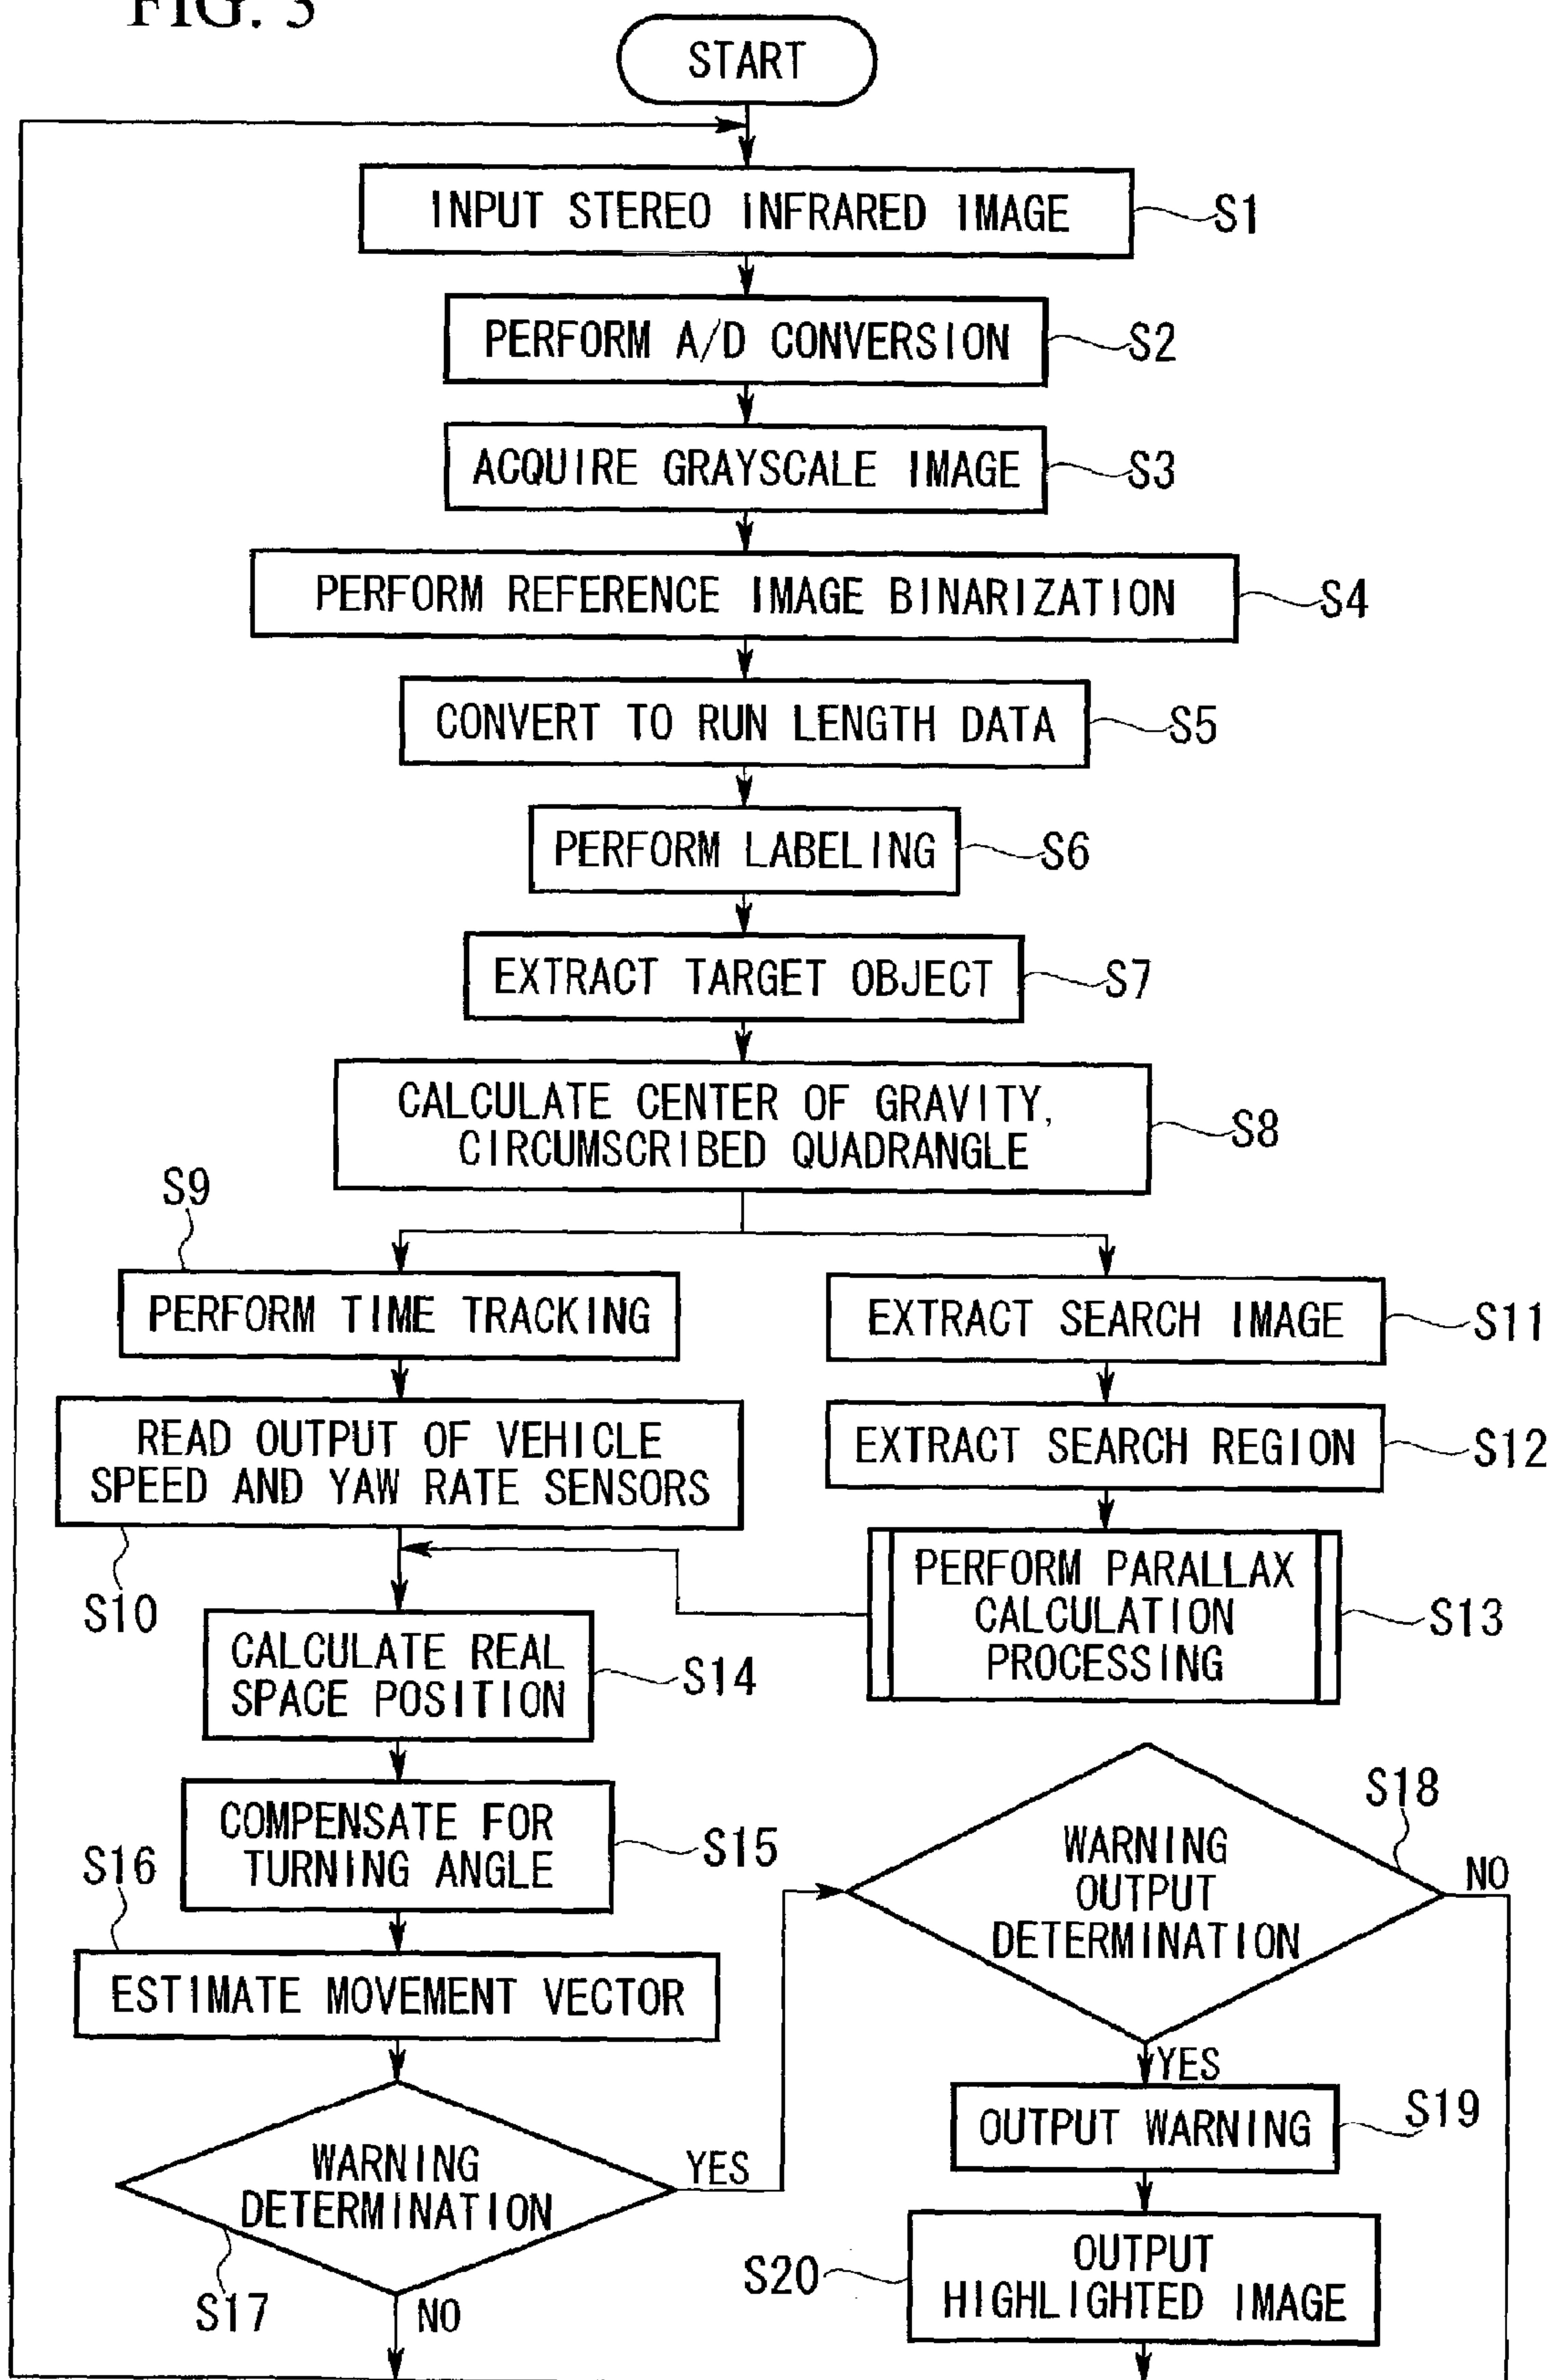 FIG. 3
START
INPUT STEREO INFRARED IMAGE
S1
PERFORM A/D CONVERSION
S2
ACQUIRE GRAYSCALE IMAGE
S3
PERFORM REFERENCE IMAGE BINARIZATION
S4
CONVERT TO RUN LENGTH DATA
S5
PERFORM LABELING
S6
EXTRACT TARGET OBJECT
S7
CALCULATE CENTER OF GRAVITY,
CIRCUMSCRIBED QUADRANGLE
S8
S9
PERFORM TIME TRACKING
EXTRACT SEARCH IMAGE
S11
READ OUTPUT OF VEHICLE
SPEED AND YAW RATE SENSORS
S10
EXTRACT SEARCH REGION
S12
PERFORM PARALLAX
CALCULATION
PROCESSING
S13
CALCULATE REAL
SPACE POSITION
S14
COMPENSATE FOR
TURNING ANGLE
S15
S16
ESTIMATE MOVEMENT VECTOR
WARNING
DETERMINATION
S17
YES
NO
WARNING
OUTPUT
DETERMINATION
S18
NO
YES
OUTPUT WARNING
S19
OUTPUT
HIGHLIGHTED IMAGE
S20